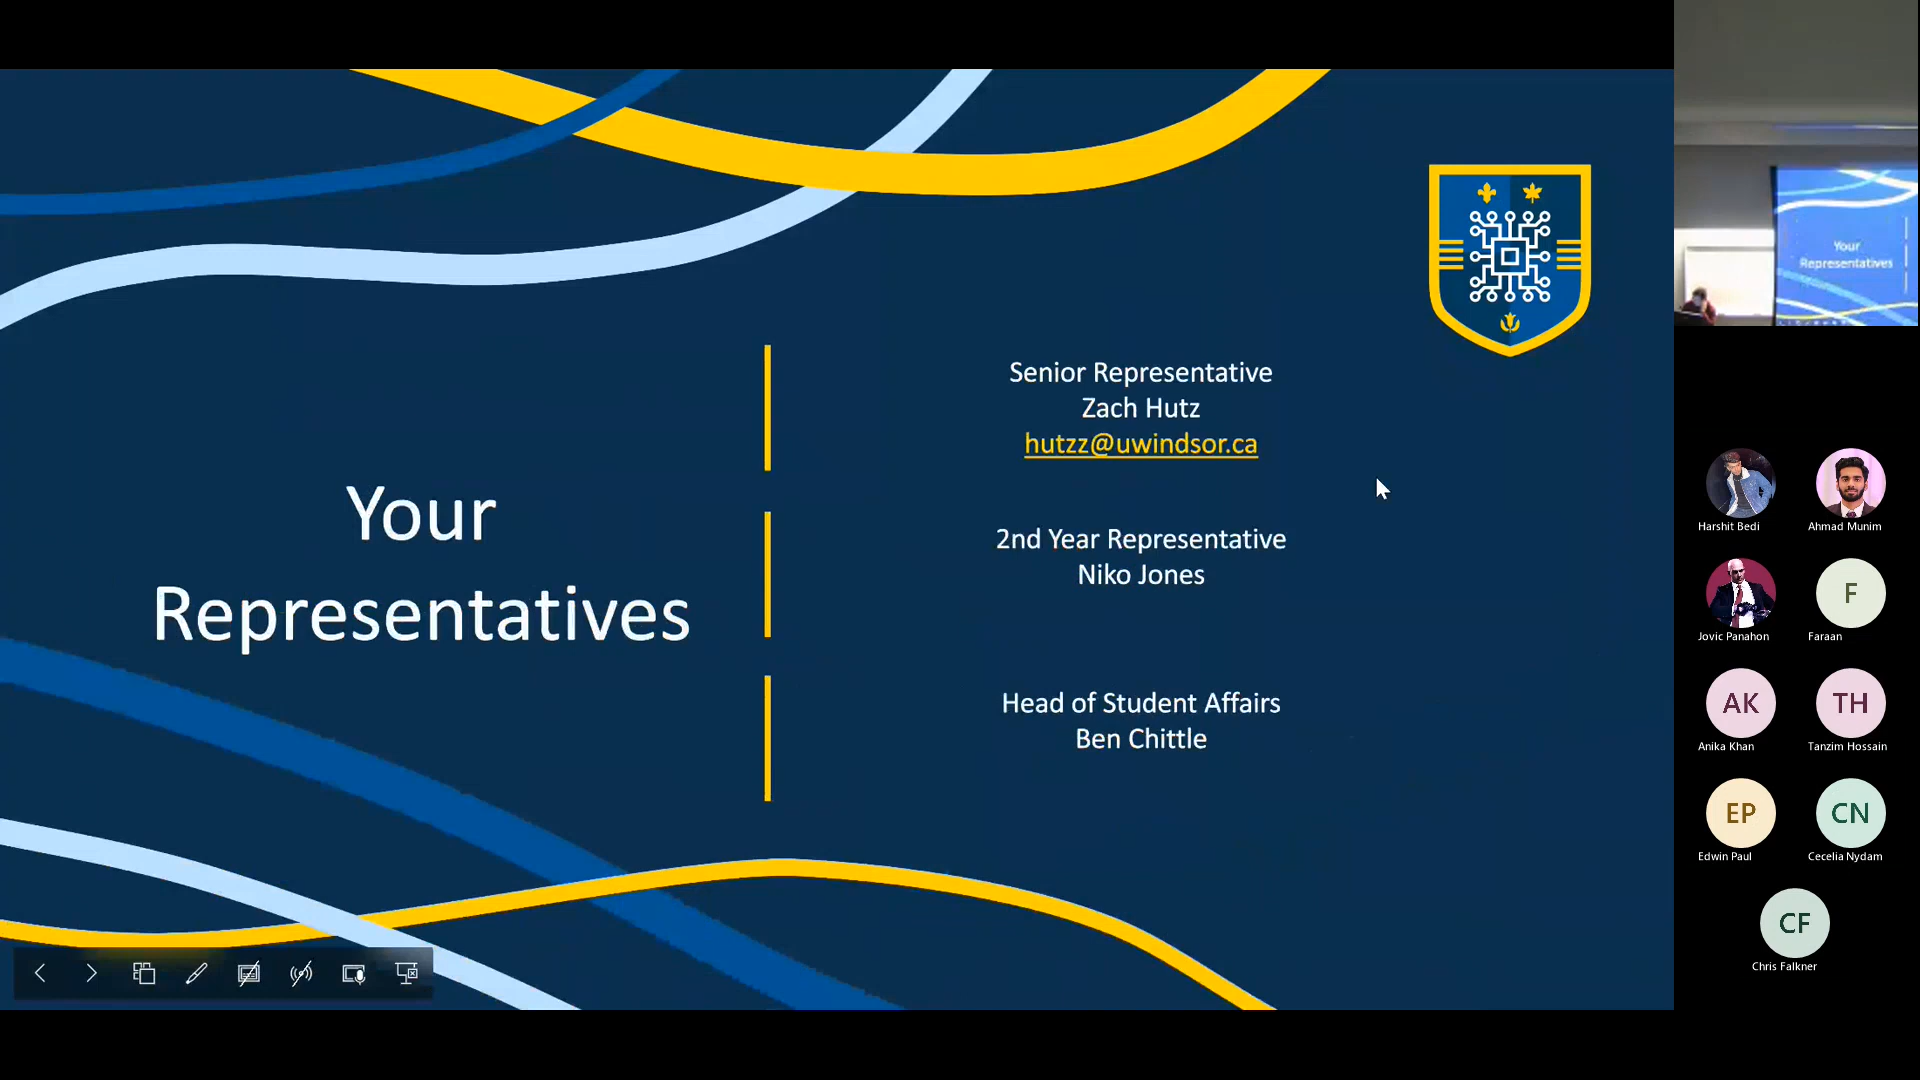 Your
Representatives
Senior Representative
Zach Hutz
hutzz@uwindsor.ca
2nd Year Representative
Niko Jones
Head of Student Affairs
Ben Chittle
Your
Representatives
Harshit Bedi
Ahmad Munim
Jovic Panahon
F
Faraan
AK
Anika Khan
TH
Tanzim Hossain
EP
Edwin Paul
CN
Cecelia Nydam
CF
Chris Falkner